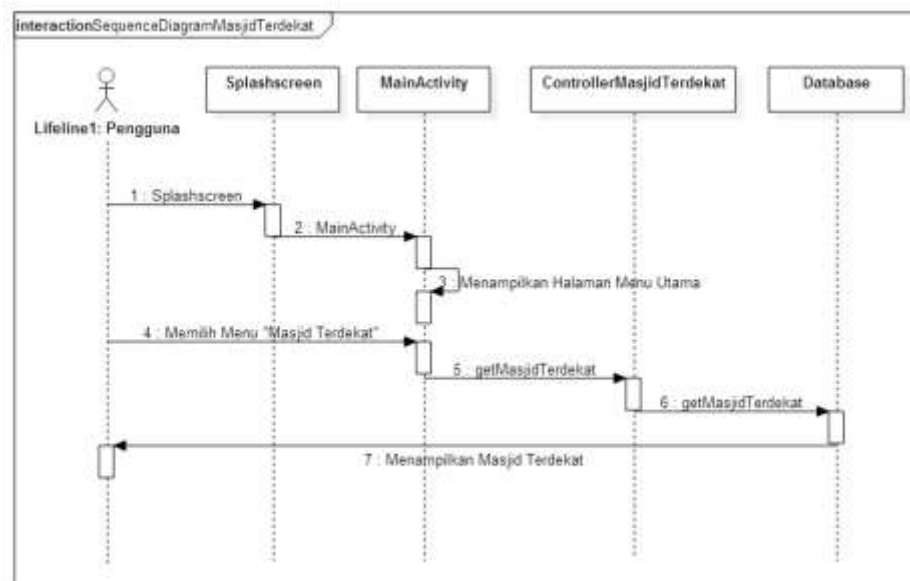 interactionSequenceDiagramMasjidTerdekat
Splashscreen
MainActivity
ControllerMasjidTerdekat
Database
Lifeline1: Pengguna
1 : Splashscreen
2 : MainActivity
3 : Menampilkan Halaman Menu Utama
4 : Memilih Menu "Masjid Terdekat"
5 : getMasjidTerdekat
6 : getMasjidTerdekat
7 : Menampilkan Masjid Terdekat